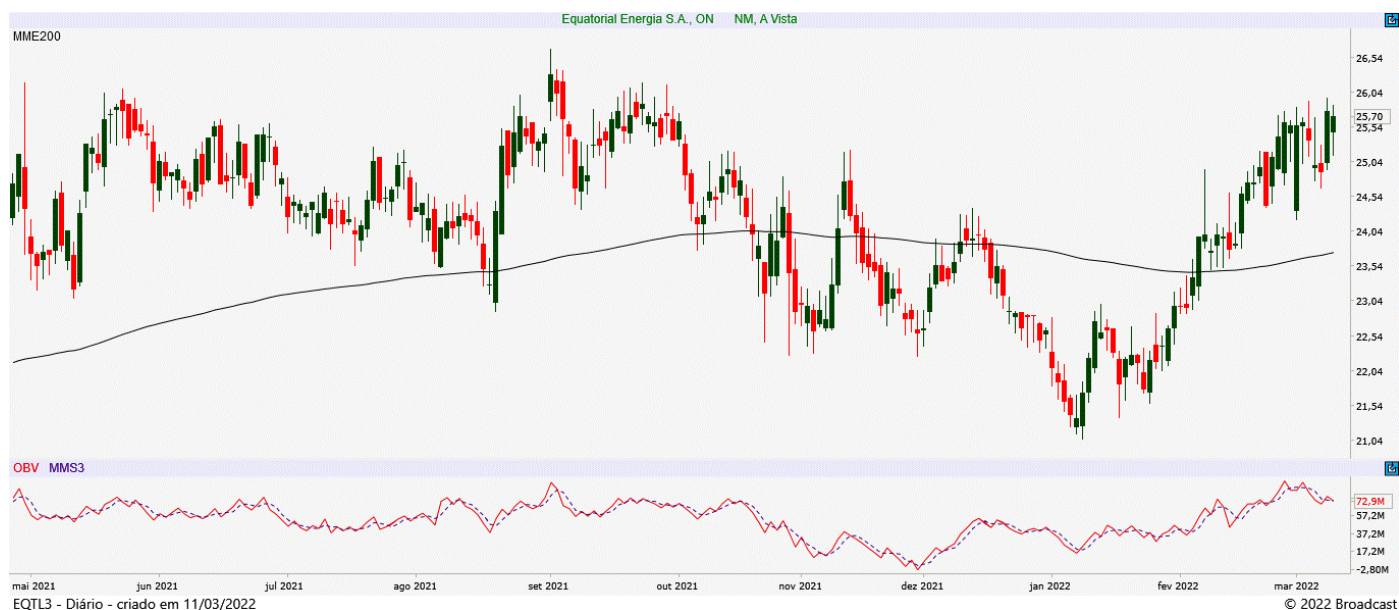 Equatorial Energia S.A., ON NM, A Vista
MME200
26,54
26,04
25,70
25,54
25,04
24,54
24,04
23,54
23,04
22,54
22,04
21,54
21,04
OBV MMS3
72,9M
57,2M
37,2M
17,2M
-2,80M
mai 2021 jun 2021 jul 2021 ago 2021 set 2021 out 2021 nov 2021 dez 2021 jan 2022 fev 2022 mar 2022
EQTL3 - Diário - criado em 11/03/2022 © 2022 Broadcast